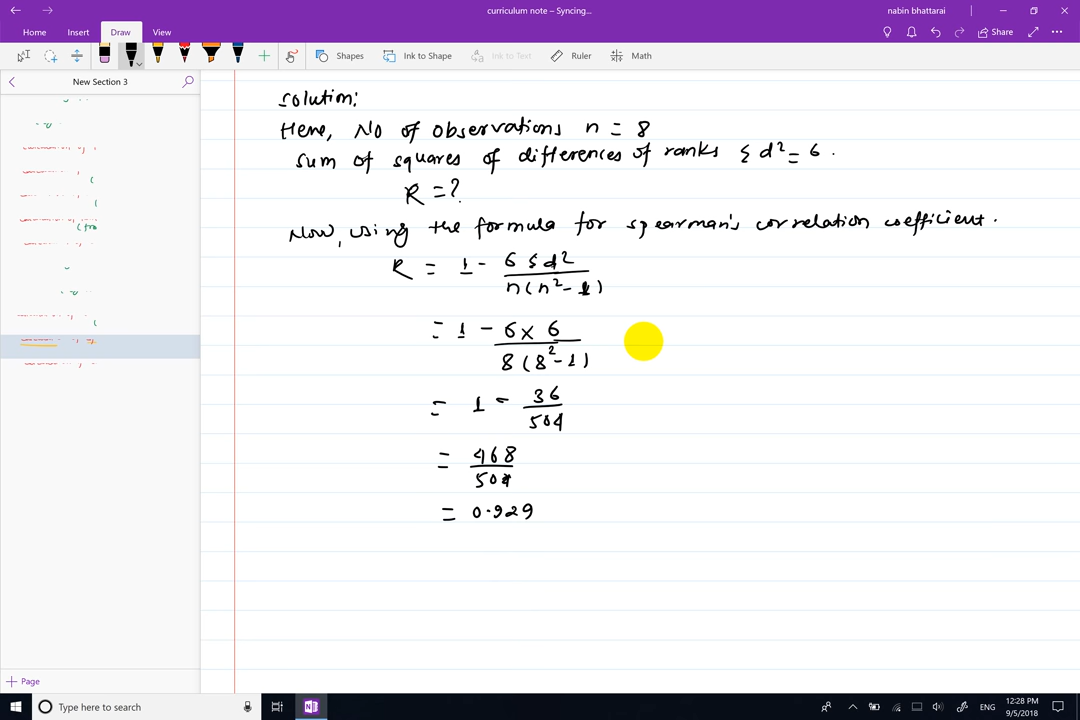 curriculum note – Syncing...
nabin bhattarai
Home Insert Draw View
Share
Shapes Ink to Shape Ink to Text Ruler Math
New Section 3
solution:
Here, No of observations n = 8
sum of squares of differences of ranks Σd² = 6.
R = ?
Now, using the formula for spearman's correlation coefficient.
R = 1 - 6Σd² / n(n² - 1)
= 1 - 6 × 6 / 8(8² - 1)
= 1 - 36 / 504
= 468 / 504
= 0.929
+ Page
Type here to search
ENG
12:28 PM
9/5/2018